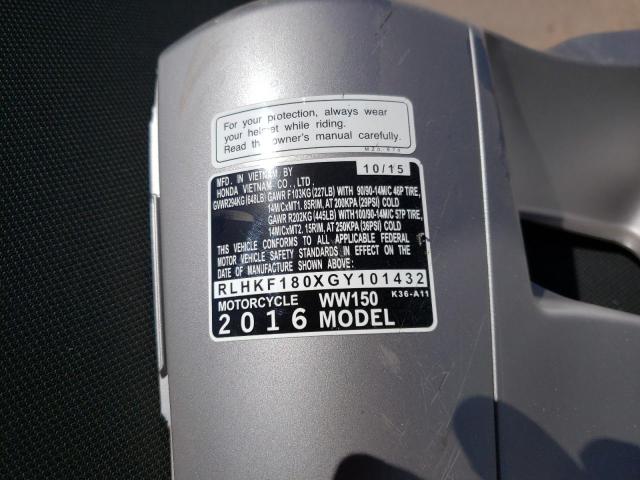 For your protection, always wear
your helmet while riding.
Read the owner's manual carefully.
MFD. IN VIETNAM BY 10/15
HONDA VIETNAM CO., LTD.
GVWR294KG (648LB) GAWR F103KG (227LB) WITH 90/90-14M/C 46P TIRE,
14M/CxMT1. 85RIM, AT 200KPA (29PSI) COLD
GAWR R202KG (445LB) WITH 100/90-14M/C 57P TIRE,
14M/CxMT2. 15RIM, AT 250KPA (36PSI) COLD
THIS VEHICLE CONFORMS TO ALL APPLICABLE FEDERAL
MOTOR VEHICLE SAFETY STANDARDS IN EFFECT ON THE
DATE OF MANUFACTURE SHOWN ABOVE.
RLHKF180XGY101432
MOTORCYCLE WW150 K36-A11
2016 MODEL